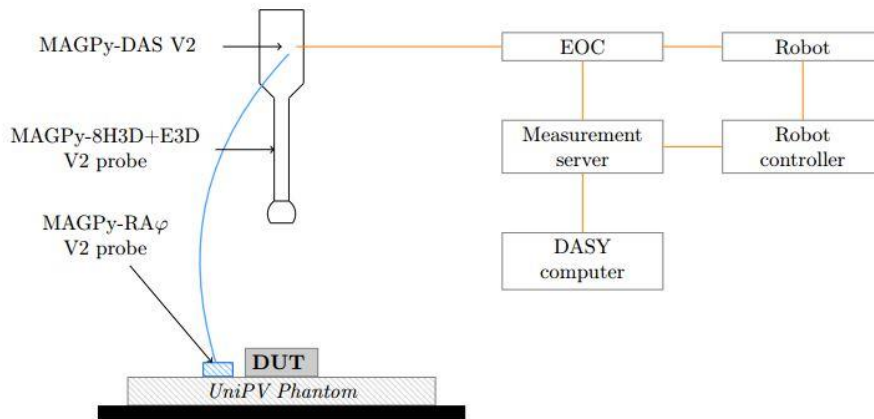 MAGPy-DAS V2
EOC
Robot
MAGPy-8H3D+E3D
V2 probe
Measurement
server
Robot
controller
MAGPy-RAφ
V2 probe
DASY
computer
DUT
UniPV Phantom